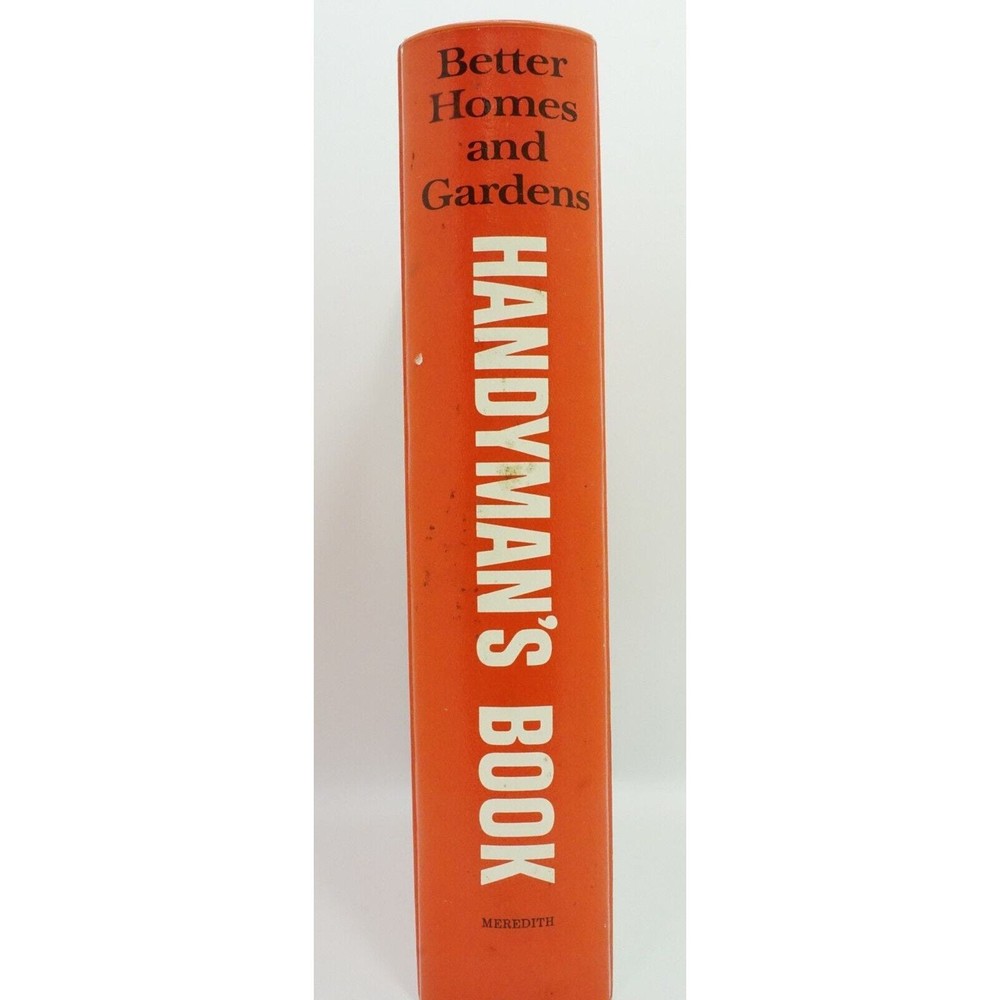 Better
Homes
and
Gardens
HANDYMAN'S BOOK
MEREDITH